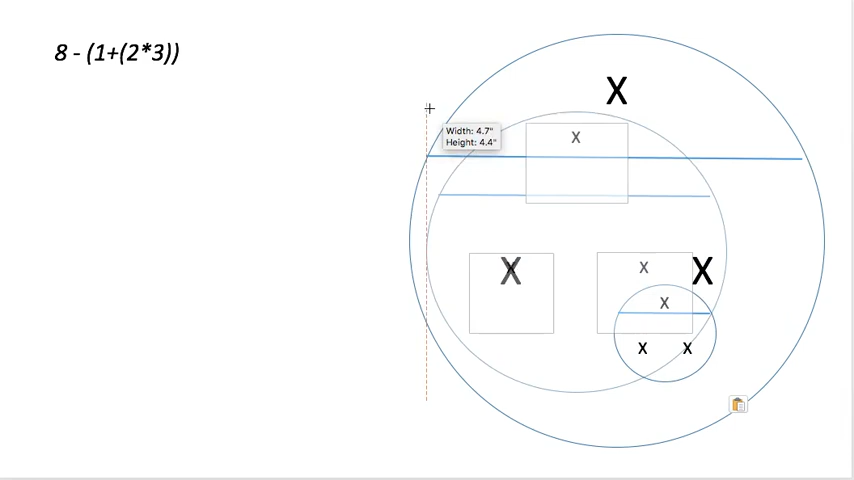 8 - (1+(2*3))
X
X
Width: 4.7"
Height: 4.4"
X X X
X
X X